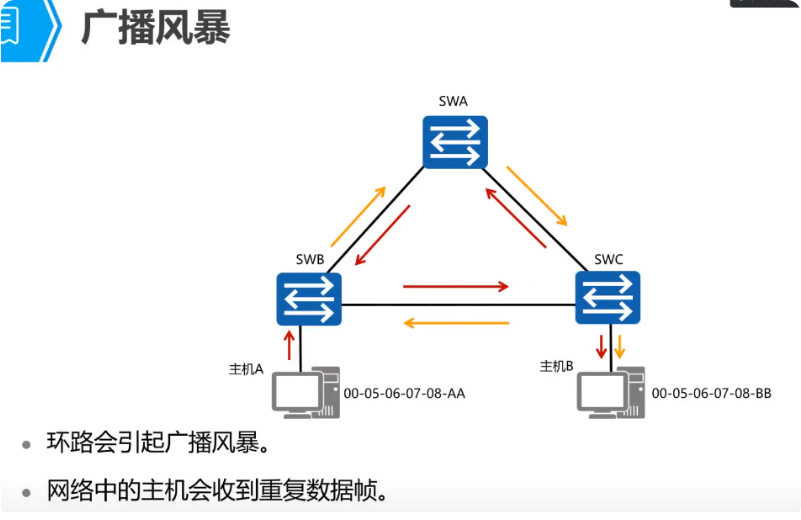 广播风暴
SWA
SWB
SWC
主机A
00-05-06-07-08-AA
主机B
00-05-06-07-08-BB
环路会引起广播风暴。
网络中的主机会收到重复数据帧。